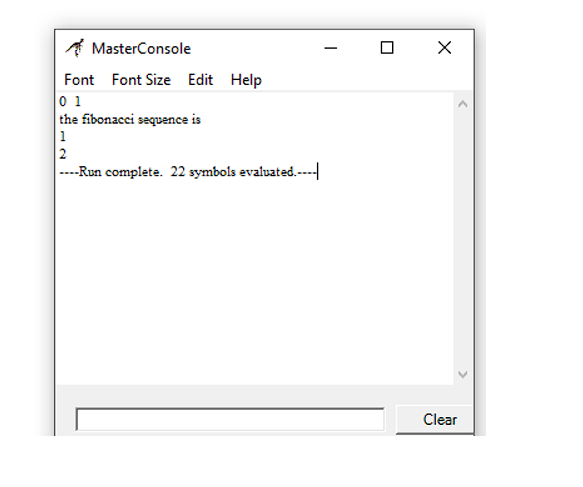 MasterConsole
Font Font Size Edit Help
0 1
the fibonacci sequence is
1
2
----Run complete. 22 symbols evaluated.----
Clear